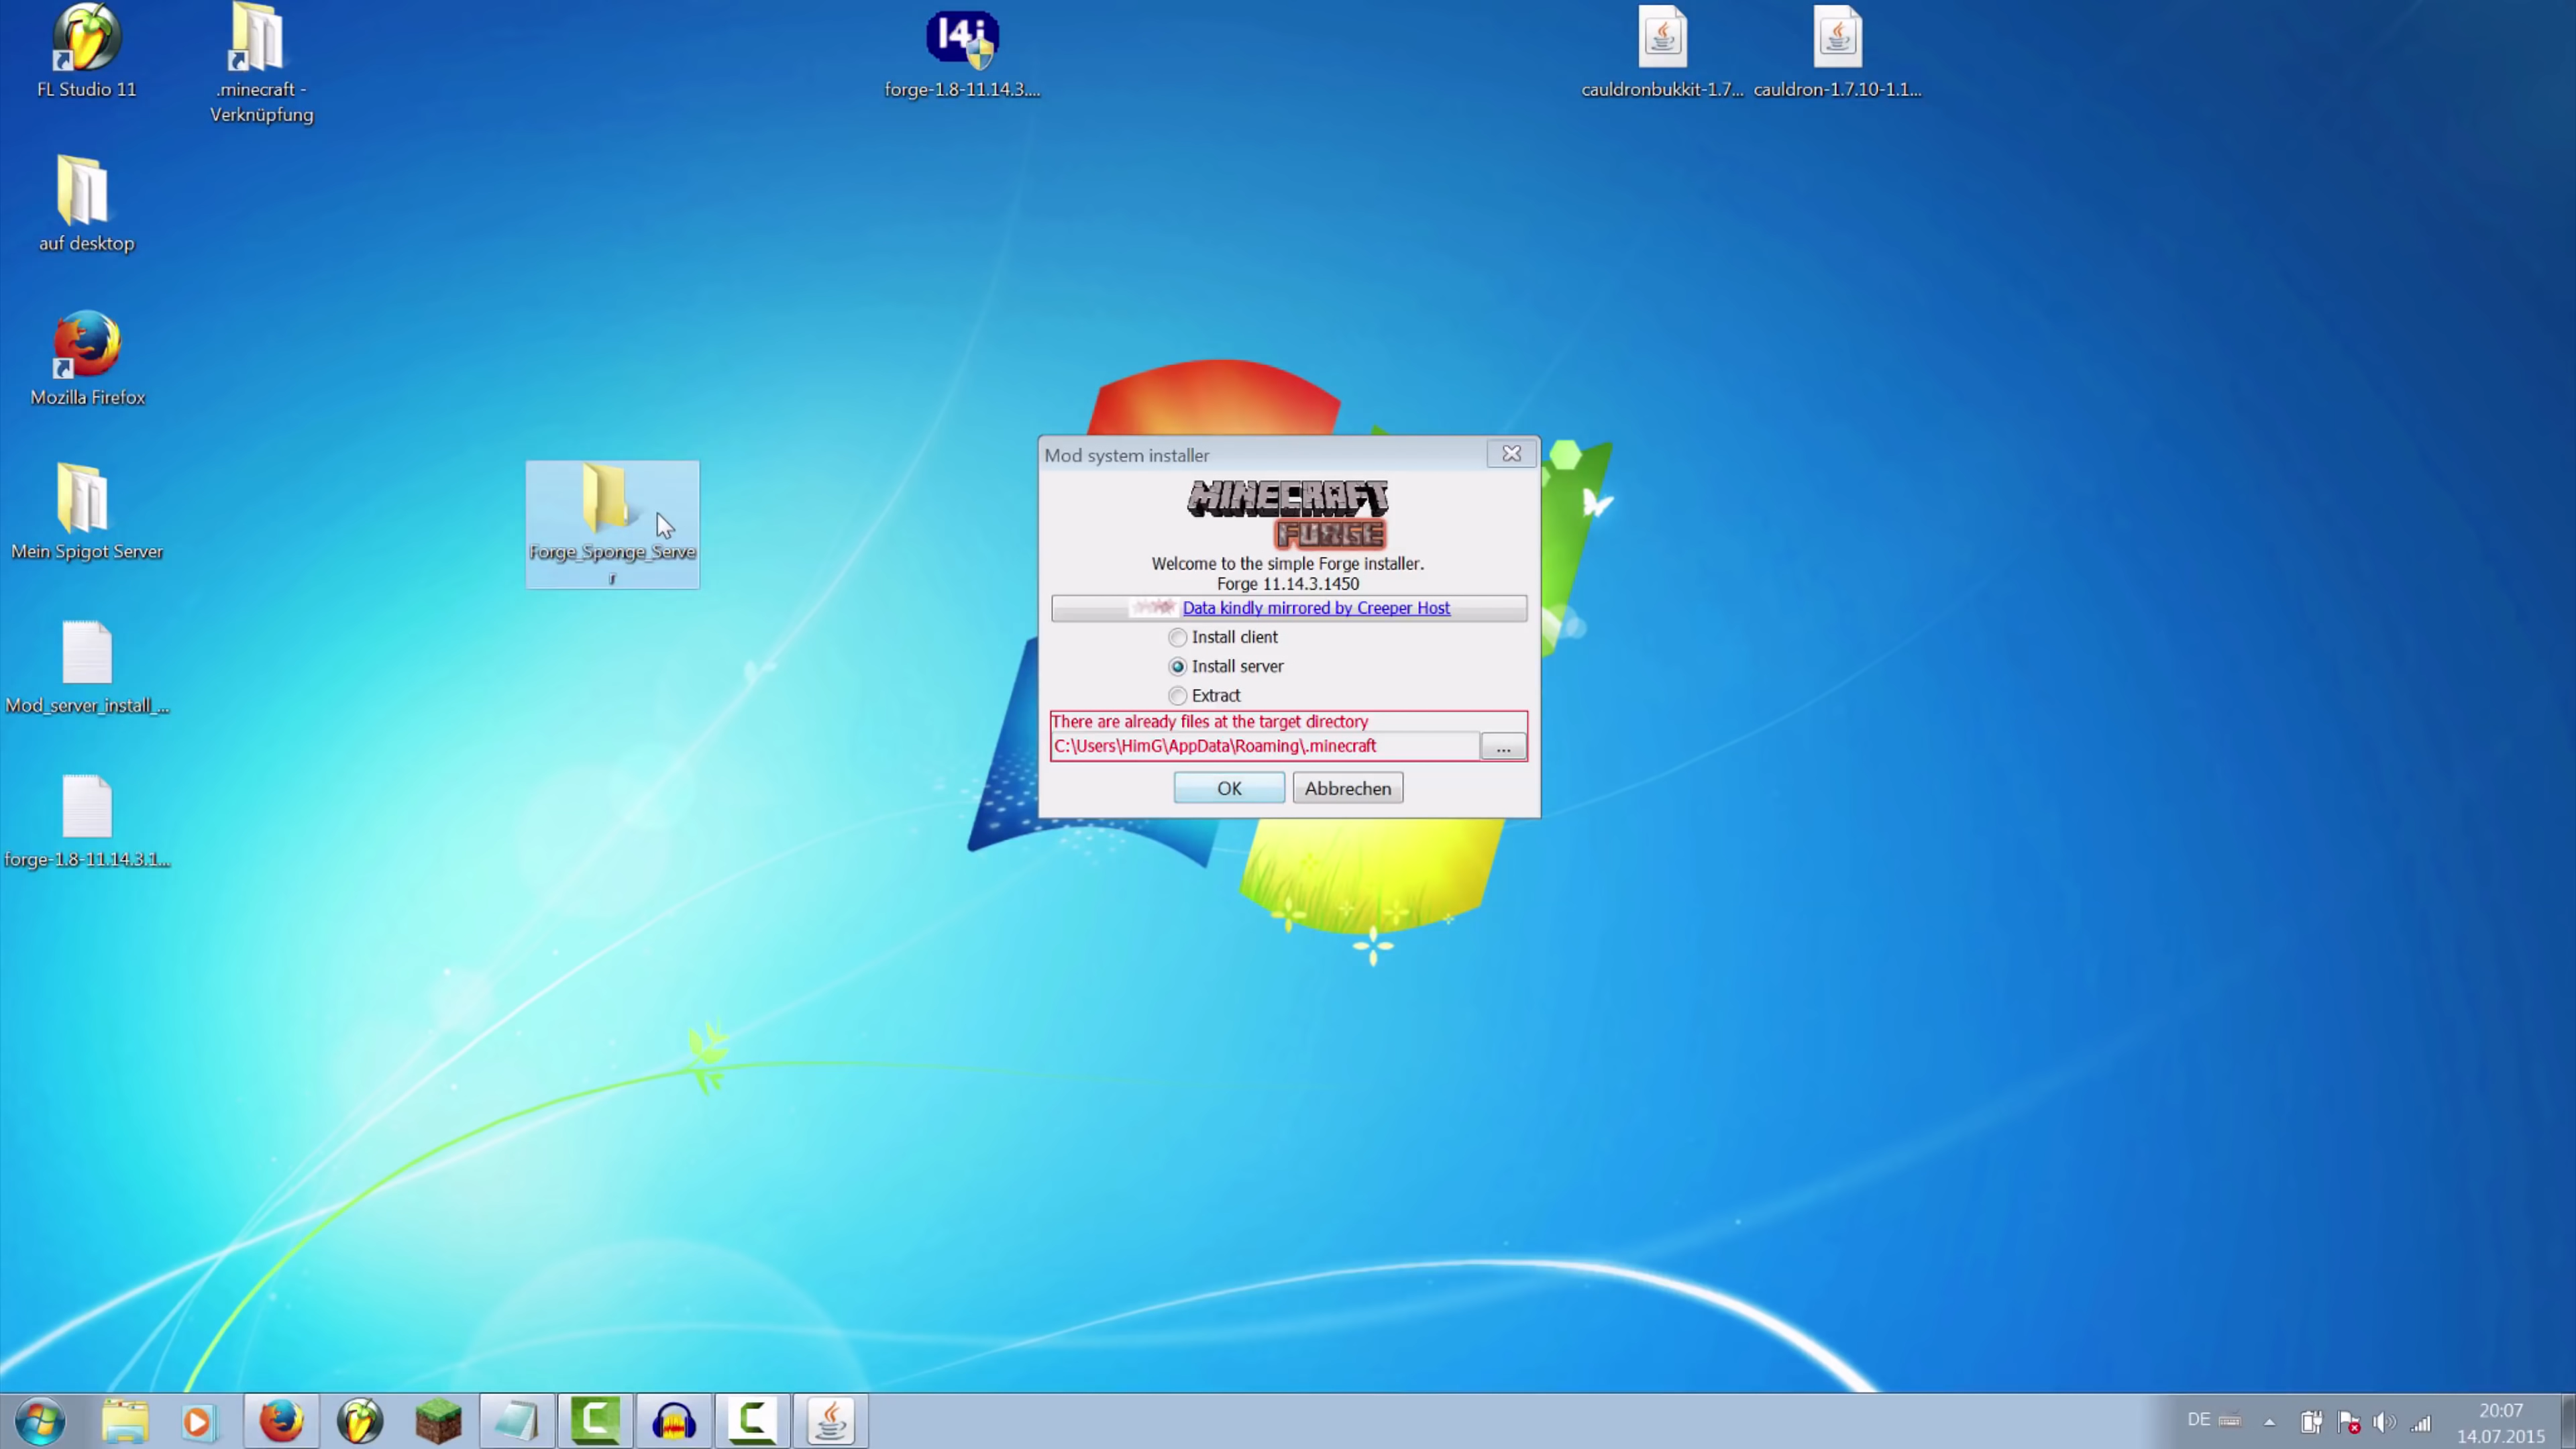 FL Studio 11
.minecraft -
Verknüpfung
l4j
forge-1.8-11.14.3....
cauldronbukkit-1.7...
cauldron-1.7.10-1.1...
auf desktop
Mozilla Firefox
Forge_Sponge_Serve
r
Mein Spigot Server
Mod_server_install_...
forge-1.8-11.14.3.1...
Mod system installer
MINECRAFT
FORGE
Welcome to the simple Forge installer.
Forge 11.14.3.1450
Data kindly mirrored by Creeper Host
Install client
Install server
Extract
There are already files at the target directory
C:\Users\HimG\AppData\Roaming\.minecraft
...
OK
Abbrechen
DE
20:07
14.07.2015